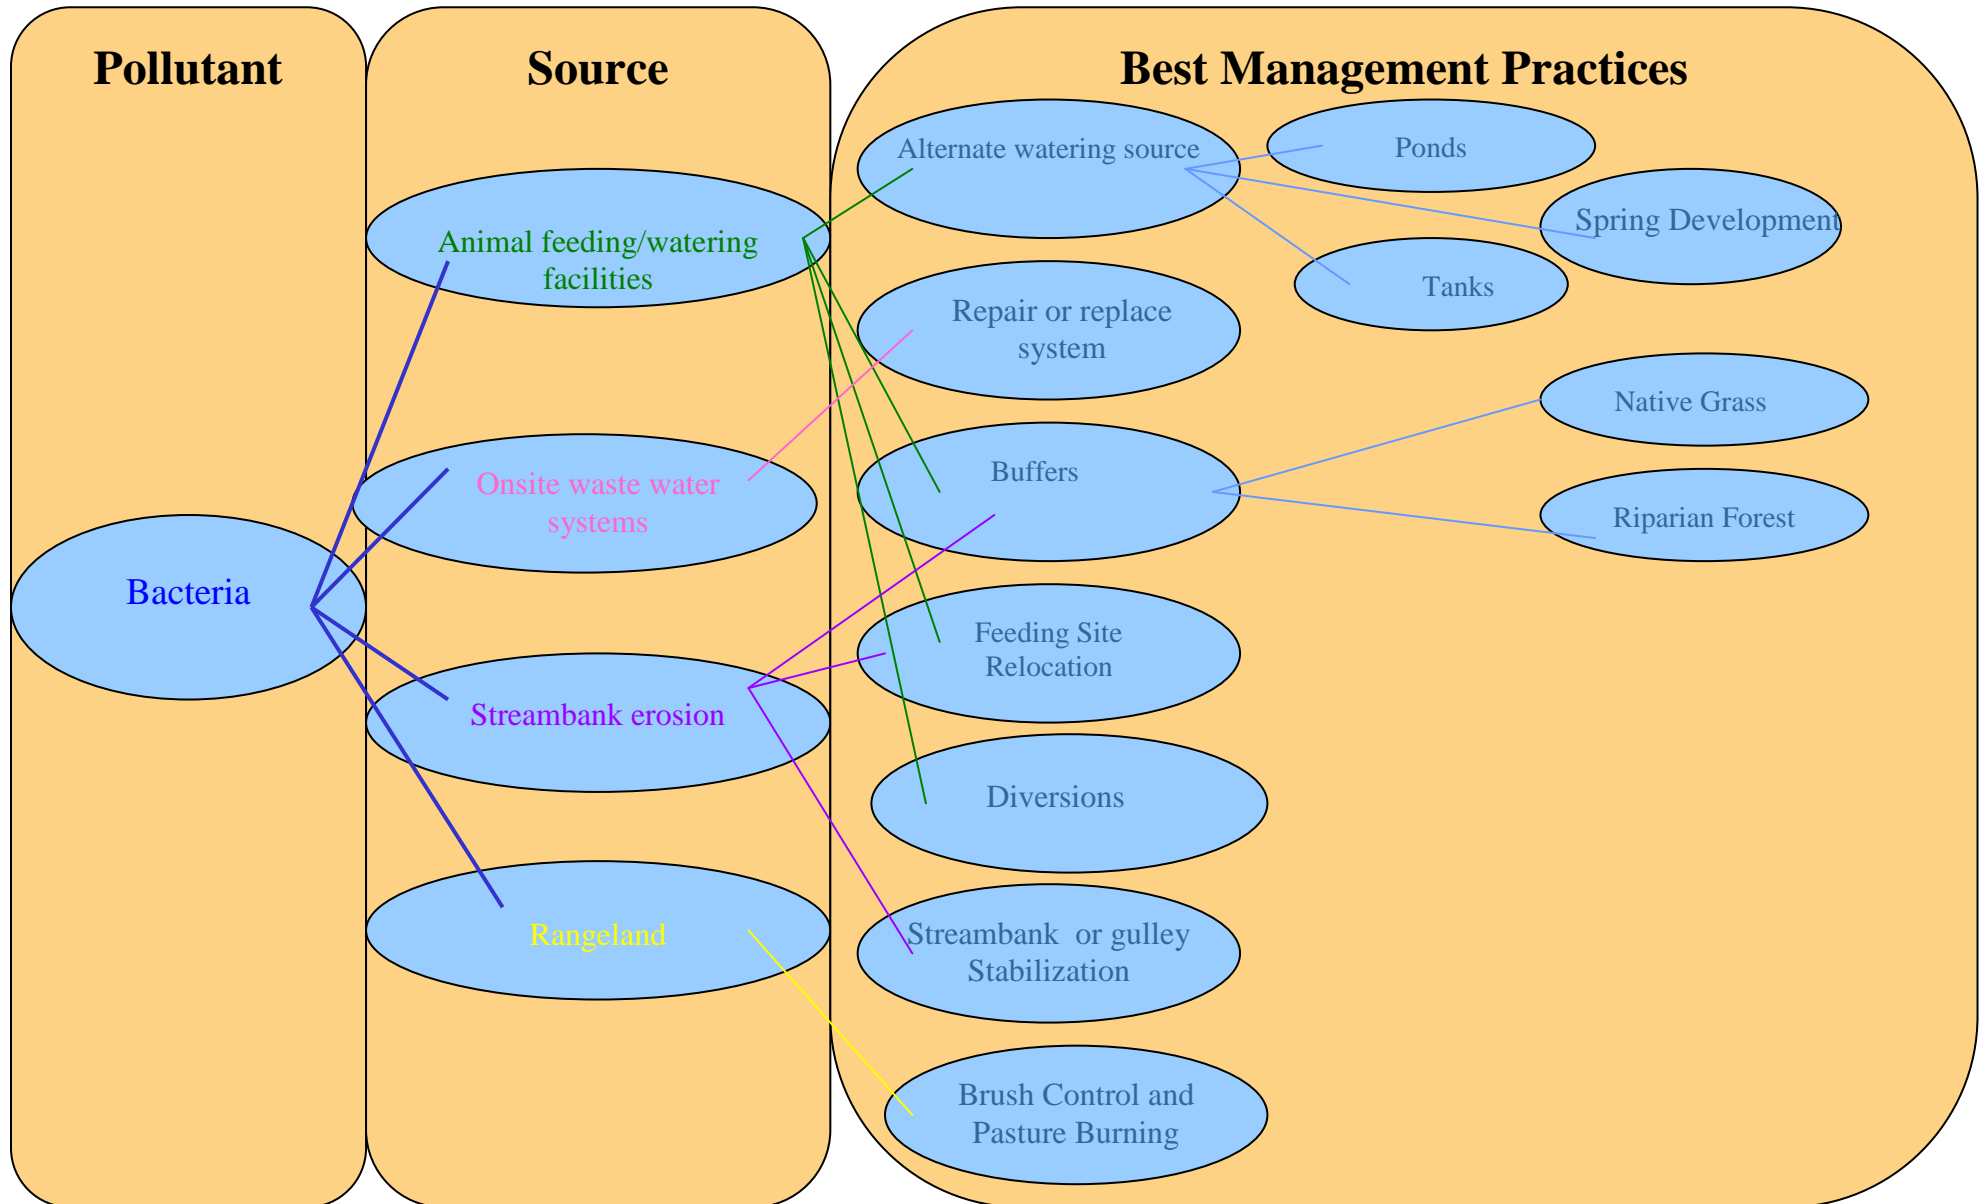 Pollutant
Source
Best Management Practices
Bacteria
Animal feeding/watering
facilities
Onsite waste water
systems
Streambank erosion
Rangeland
Alternate watering source
Repair or replace
system
Buffers
Feeding Site
Relocation
Diversions
Streambank or gulley
Stabilization
Brush Control and
Pasture Burning
Ponds
Spring Development
Tanks
Native Grass
Riparian Forest